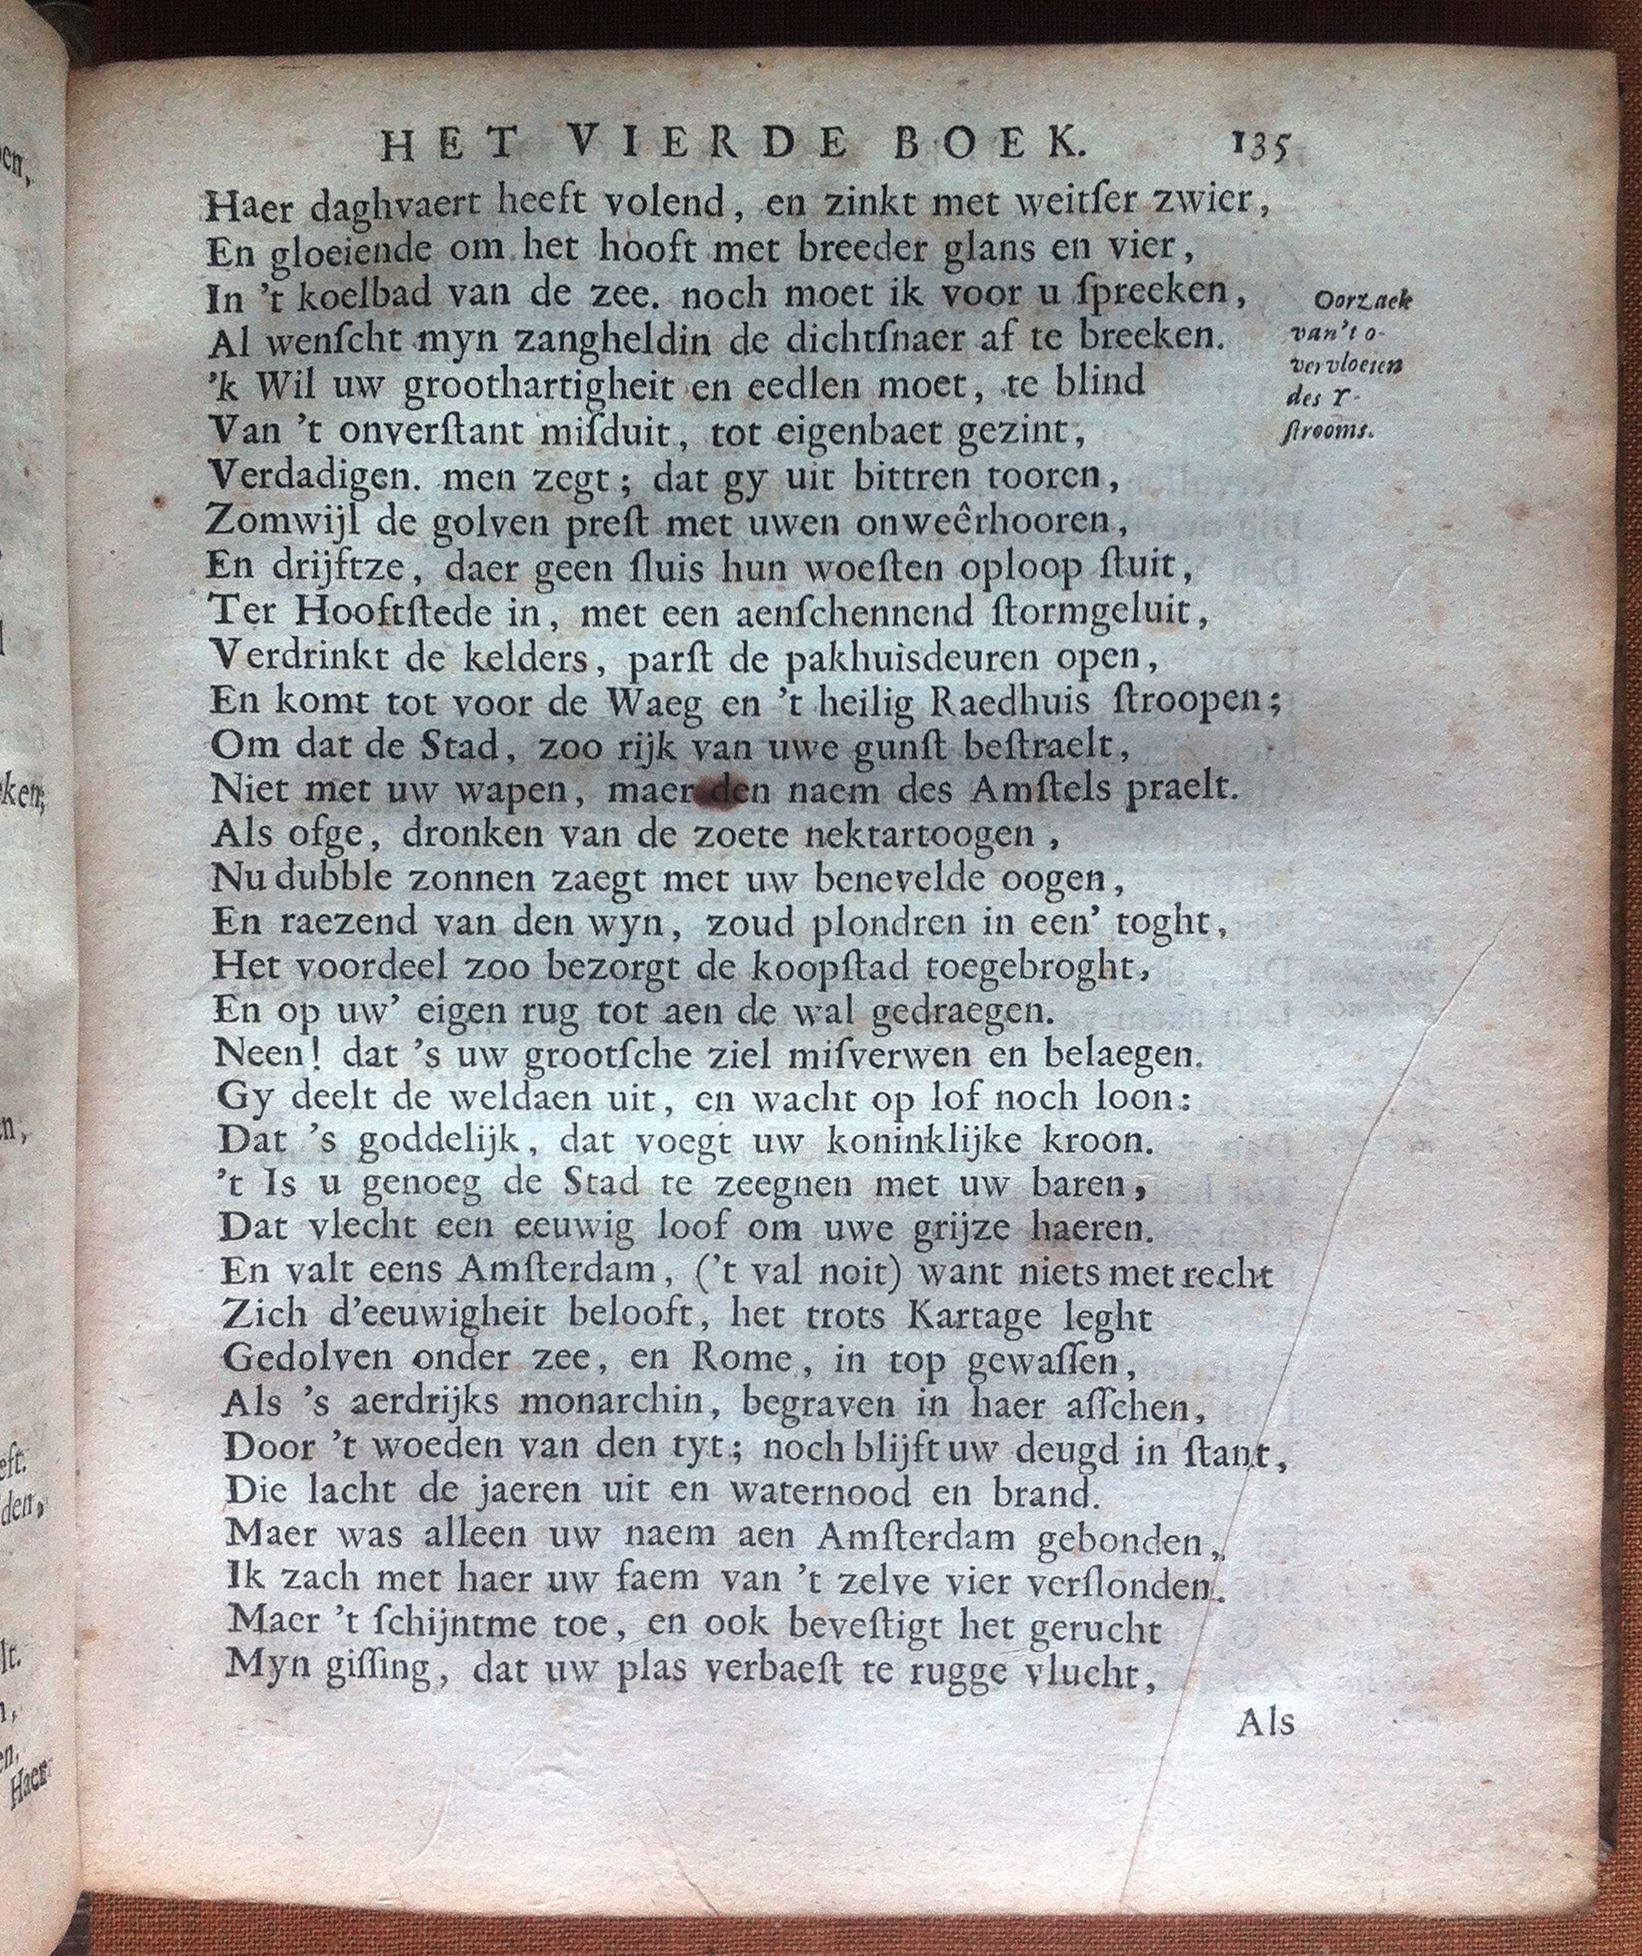 HET VIERDE BOEK. 135
Haer daghvaert heeft volend, en zinkt met weitſer zwier,
En gloeiende om het hooft met breeder glans en vier,
In 't koelbad van de zee. noch moet ik voor u ſpreeken,
Al wenſcht myn zangheldin de dichtſnaer af te breeken.
'k Wil uw groothartigheit en eedlen moet, te blind
Van 't onverſtant miſduit, tot eigenbaet gezint,
Verdadigen. men zegt; dat gy uit bittren tooren,
Zomwijl de golven preſt met uwen onweêrhooren,
En drijftze, daer geen ſluis hun woeſten oploop ſtuit,
Ter Hooftſtede in, met een aenſchennend ſtormgeluit,
Verdrinkt de kelders, parſt de pakhuisdeuren open,
En komt tot voor de Waeg en 't heilig Raedhuis ſtroopen;
Om dat de Stad, zoo rijk van uwe gunſt beſtraelt,
Niet met uw wapen, maer den naem des Amſtels praelt.
Als ofge, dronken van de zoete nektartoogen,
Nu dubble zonnen zaegt met uw benevelde oogen,
En raezend van den wyn, zoud plondren in een' toght,
Het voordeel zoo bezorgt de koopſtad toegebroght,
En op uw' eigen rug tot aen de wal gedraegen.
Neen! dat 's uw grootſche ziel miſverwen en belaegen.
Gy deelt de weldaen uit, en wacht op lof noch loon:
Dat 's goddelijk, dat voegt uw koninklijke kroon.
't Is u genoeg de Stad te zeegnen met uw baren,
Dat vlecht een eeuwig loof om uwe grijze haeren.
En valt eens Amſterdam, ('t val noit) want niets met recht
Zich d'eeuwigheit belooft, het trots Kartage leght
Gedolven onder zee, en Rome, in top gewaſſen,
Als 's aerdrijks monarchin, begraven in haer aſſchen,
Door 't woeden van den tyt; noch blijft uw deugd in ſtant,
Die lacht de jaeren uit en waternood en brand.
Maer was alleen uw naem aen Amſterdam gebonden,
Ik zach met haer uw faem van 't zelve vier verſlonden.
Maer 't ſchijntme toe, en ook beveſtigt het gerucht
Myn giſſing, dat uw plas verbaeſt te rugge vlucht,
Als
Oorzaek
van't o-
vervloeien
des Y-
ſtrooms.